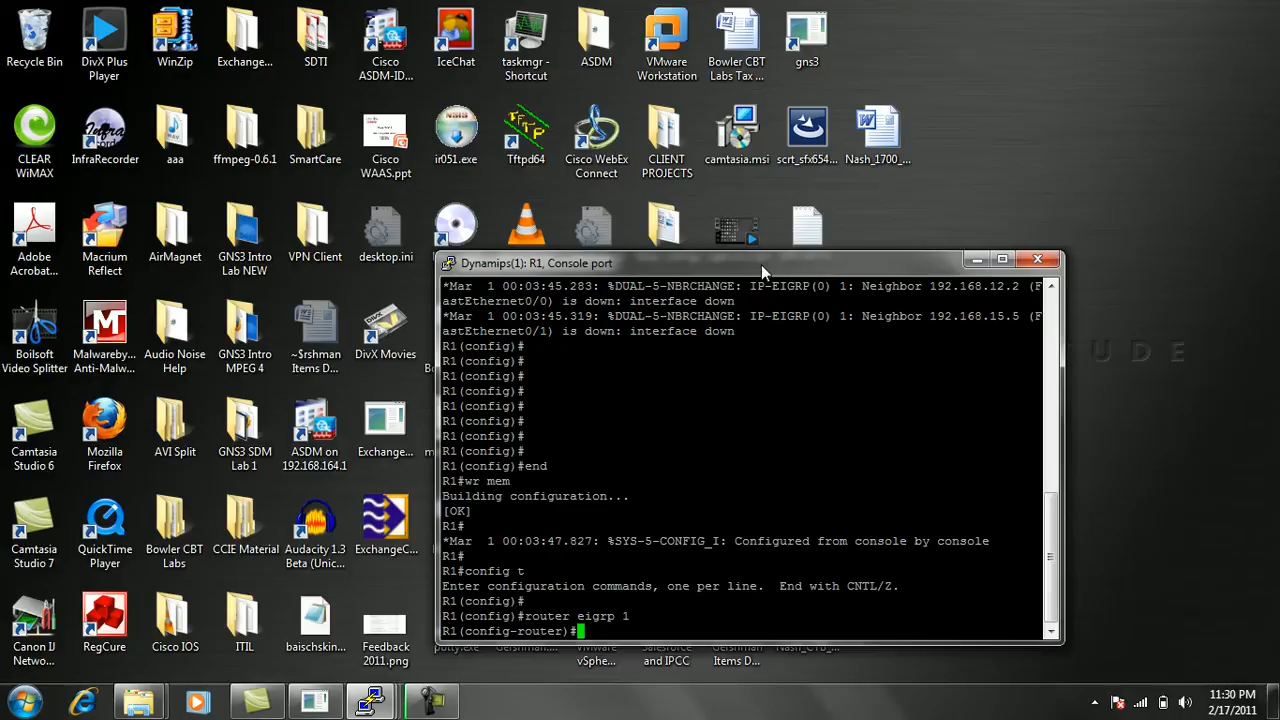 Recycle Bin
DivX Plus
Player
WinZip
Exchange...
SDTI
Cisco
ASDM-ID...
IceChat
taskmgr -
Shortcut
ASDM
VMware
Workstation
Bowler CBT
Labs Tax ...
gns3
CLEAR
WiMAX
InfraRecorder
aaa
ffmpeg-0.6.1
SmartCare
Cisco
WAAS.ppt
ir051.exe
Tftpd64
Cisco WebEx
Connect
CLIENT
PROJECTS
camtasia.msi
scrt_sfx654...
Nash_1700_...
Adobe
Acrobat...
Macrium
Reflect
AirMagnet
GNS3 Intro
Lab NEW
VPN Client
desktop.ini
Boilsoft
Video Splitter
Malwareby...
Anti-Malw...
Audio Noise
Help
GNS3 Intro
MPEG 4
~$rshman
Items D...
DivX Movies
Camtasia
Studio 6
Mozilla
Firefox
AVI Split
GNS3 SDM
Lab 1
ASDM on
192.168.164.1
Exchange...
Camtasia
Studio 7
QuickTime
Player
Bowler CBT
Labs
CCIE Material
Audacity 1.3
Beta (Unic...
ExchangeC...
Canon IJ
Netwo...
RegCure
Cisco IOS
ITIL
baischskin...
Feedback
2011.png
putty.exe
Gershman...
VMware
vSphe...
Salesforce
and IPCC
Gershman
Items D...
Nash_CTB_...
Dynamips(1): R1, Console port
*Mar  1 00:03:45.283: %DUAL-5-NBRCHANGE: IP-EIGRP(0) 1: Neighbor 192.168.12.2 (F
astEthernet0/0) is down: interface down
*Mar  1 00:03:45.319: %DUAL-5-NBRCHANGE: IP-EIGRP(0) 1: Neighbor 192.168.15.5 (F
astEthernet0/1) is down: interface down
R1(config)#
R1(config)#
R1(config)#
R1(config)#
R1(config)#
R1(config)#
R1(config)#
R1(config)#
R1(config)#end
R1#wr mem
Building configuration...
[OK]
R1#
*Mar  1 00:03:47.827: %SYS-5-CONFIG_I: Configured from console by console
R1#
R1#config t
Enter configuration commands, one per line.  End with CNTL/Z.
R1(config)#
R1(config)#router eigrp 1
R1(config-router)#
U D E
11:30 PM
2/17/2011